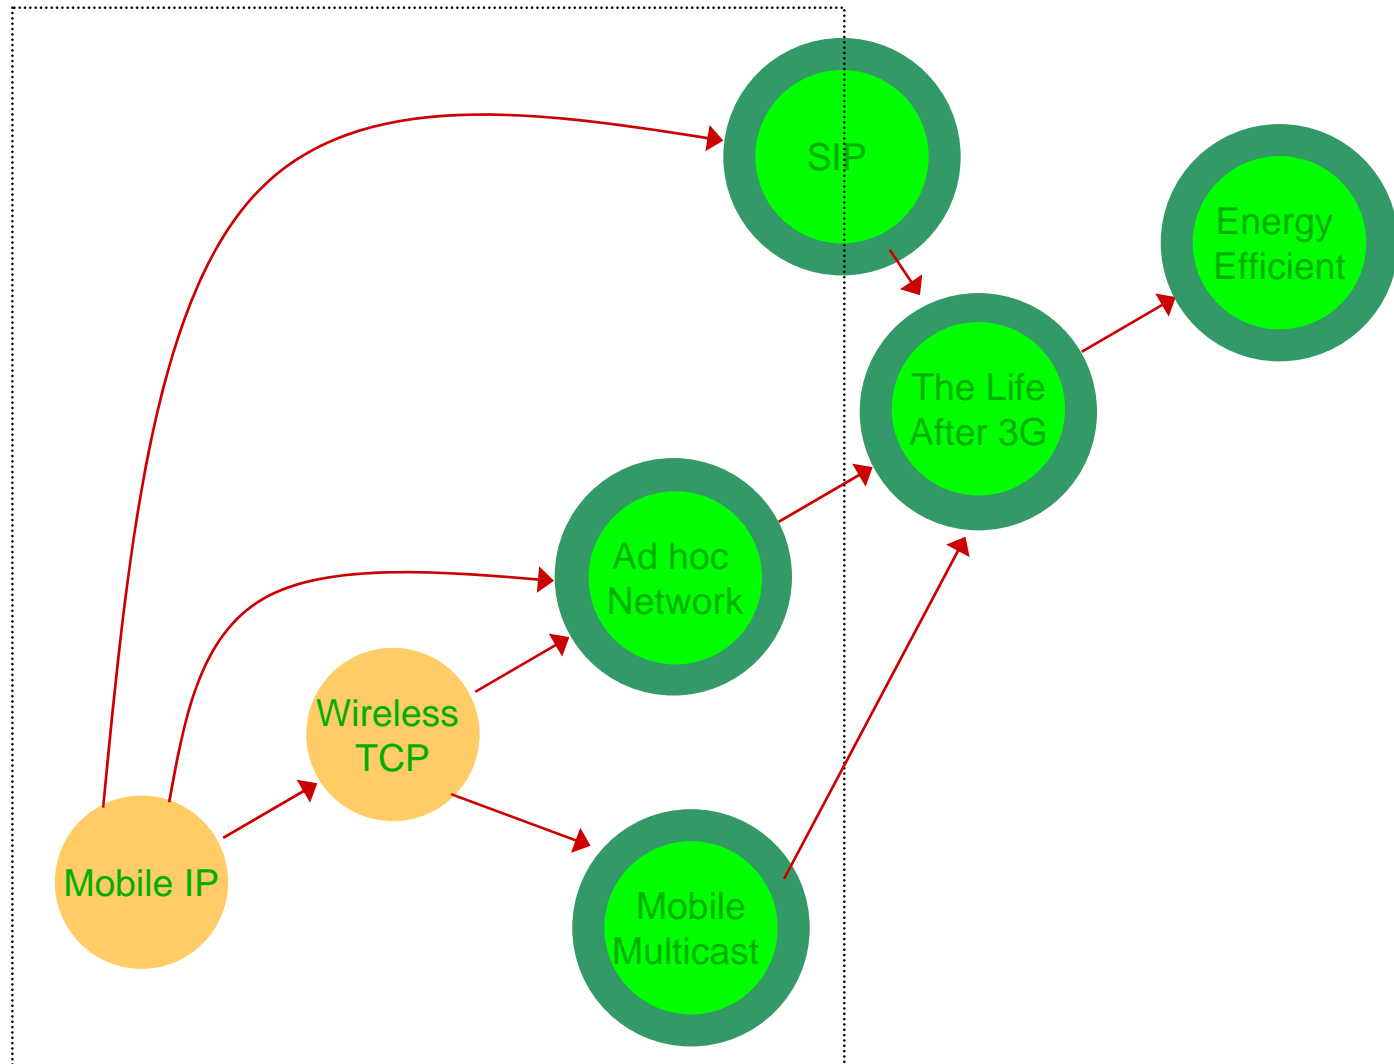 SIP
Energy
Efficient
The Life
After 3G
Ad hoc
Network
Wireless
TCP
Mobile IP
Mobile
Multicast